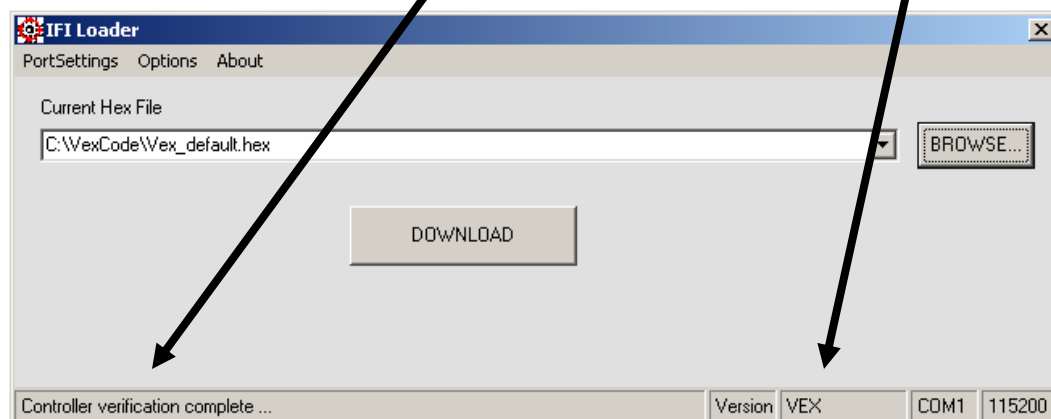 IFI Loader
PortSettings Options About
Current Hex File
C:\VexCode\Vex_default.hex BROWSE...
DOWNLOAD
Controller verification complete ... Version VEX COM1 115200